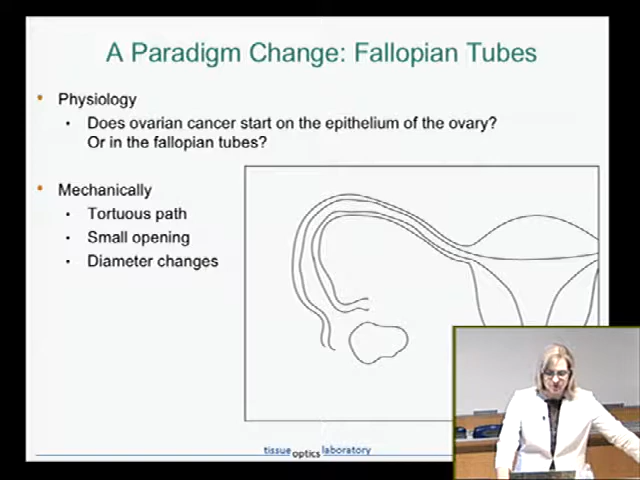 A Paradigm Change: Fallopian Tubes
Physiology
Does ovarian cancer start on the epithelium of the ovary?
Or in the fallopian tubes?
Mechanically
Tortuous path
Small opening
Diameter changes
tissue optics laboratory